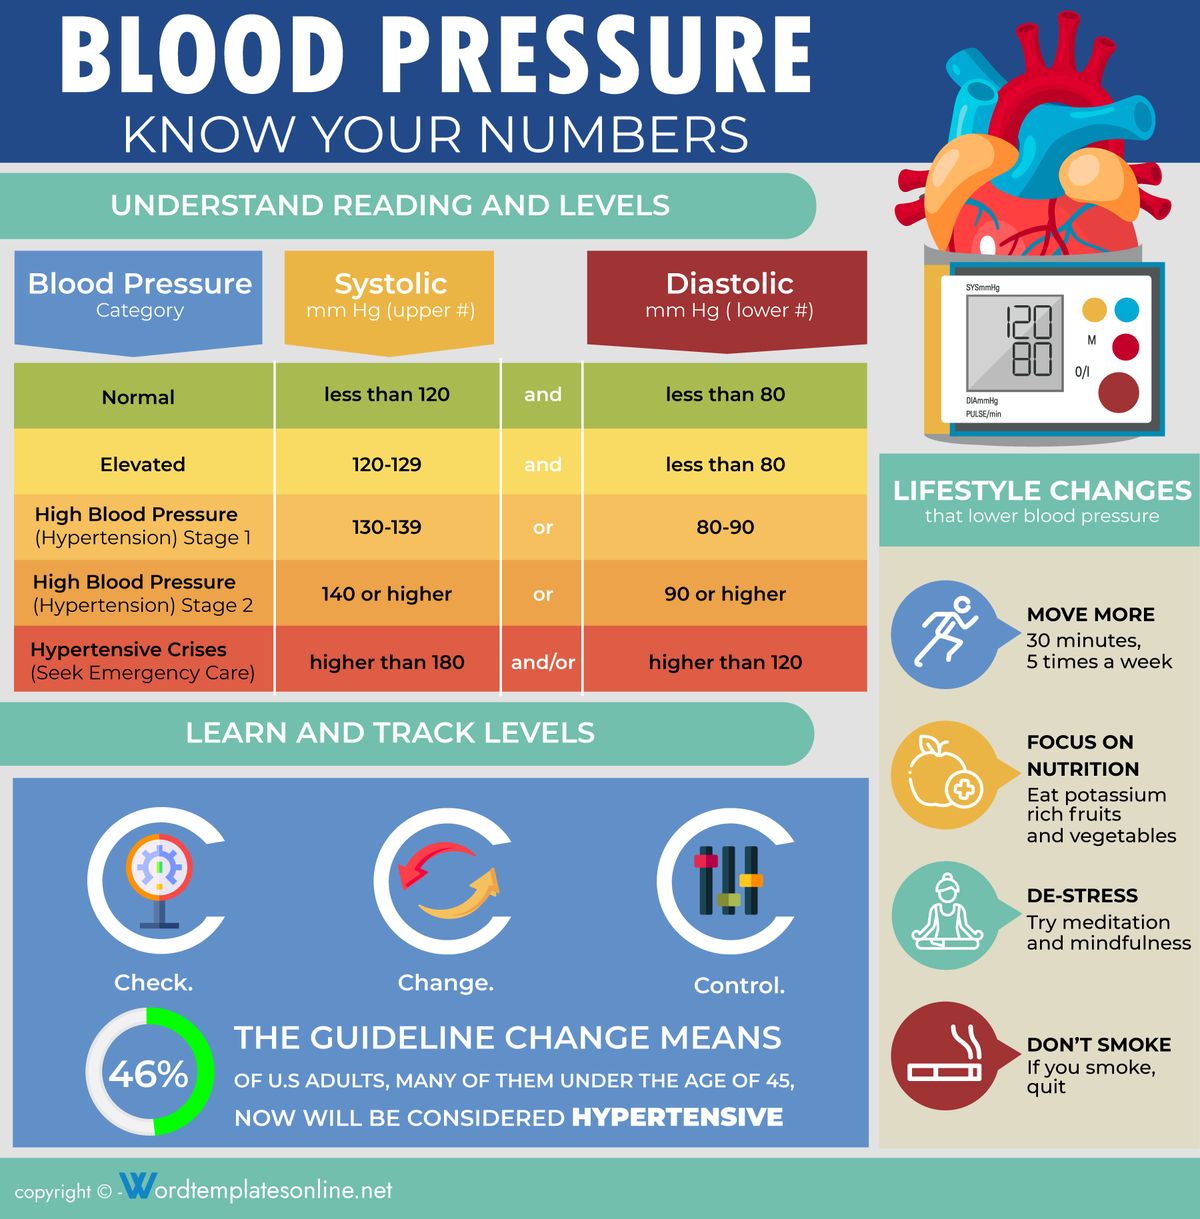 BLOOD PRESSURE
KNOW YOUR NUMBERS
UNDERSTAND READING AND LEVELS
Blood Pressure
Category
Systolic
mm Hg (upper #)
Diastolic
mm Hg ( lower #)
Normal less than 120 and less than 80
Elevated 120-129 and less than 80
High Blood Pressure
(Hypertension) Stage 1
130-139 or 80-90
High Blood Pressure
(Hypertension) Stage 2
140 or higher or 90 or higher
Hypertensive Crises
(Seek Emergency Care)
higher than 180 and/or higher than 120
SYSmmHg
120
80
M
O/I
DIAmmHg
PULSE/min
LEARN AND TRACK LEVELS
Check.
Change.
Control.
46%
THE GUIDELINE CHANGE MEANS
OF U.S ADULTS, MANY OF THEM UNDER THE AGE OF 45,
NOW WILL BE CONSIDERED HYPERTENSIVE
LIFESTYLE CHANGES
that lower blood pressure
MOVE MORE
30 minutes,
5 times a week
FOCUS ON
NUTRITION
Eat potassium
rich fruits
and vegetables
DE-STRESS
Try meditation
and mindfulness
DON'T SMOKE
If you smoke,
quit
copyright © - Wordtemplatesonline.net